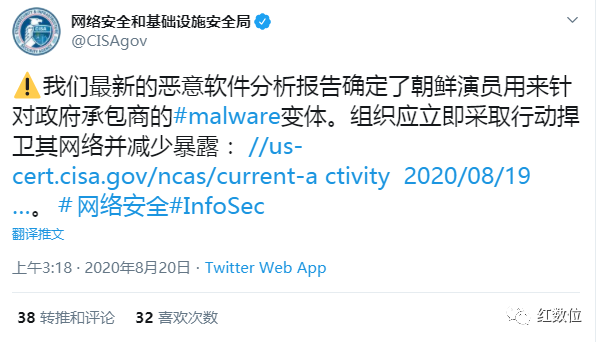 网络安全和基础设施安全局
@CISAgov
⚠️我们最新的恶意软件分析报告确定了朝鲜演员用来针
对政府承包商的#malware变体。组织应立即采取行动捍
卫其网络并减少暴露： //us-
cert.cisa.gov/ncas/current-a ctivity 2020/08/19
...。＃网络安全#InfoSec
翻译推文
上午3:18 · 2020年8月20日 · Twitter Web App
38 转推和评论 32 喜欢次数
红数位